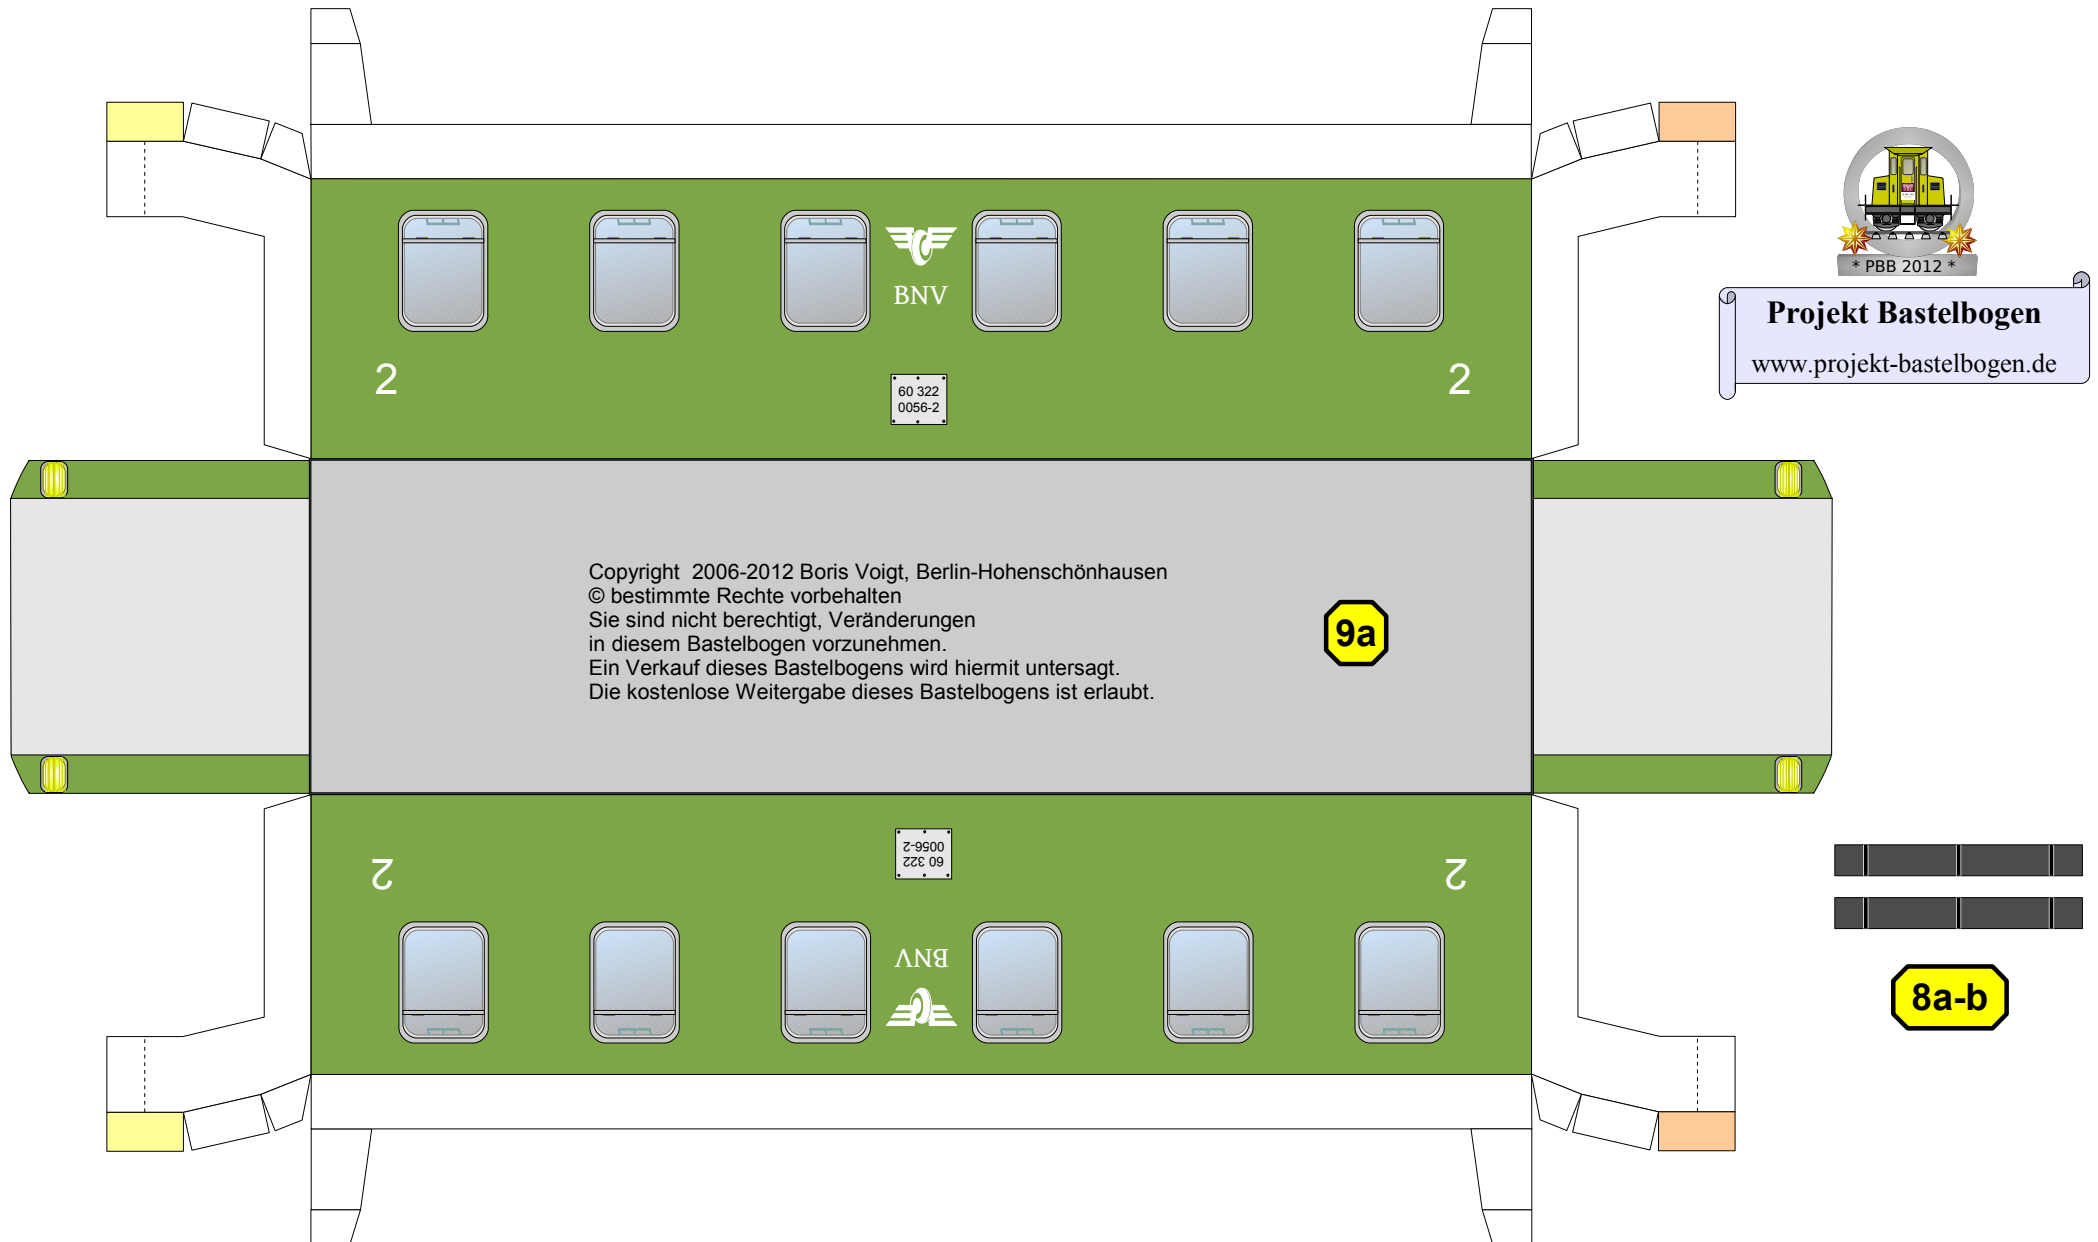 * PBB 2012 *
Projekt Bastelbogen
www.projekt-bastelbogen.de
BNV
2
2
60 322
0056-2
Copyright  2006-2012 Boris Voigt, Berlin-Hohenschönhausen
© bestimmte Rechte vorbehalten
Sie sind nicht berechtigt, Veränderungen
in diesem Bastelbogen vorzunehmen.
Ein Verkauf dieses Bastelbogens wird hiermit untersagt.
Die kostenlose Weitergabe dieses Bastelbogens ist erlaubt.
9a
60 322
0056-2
2
2
BNV
8a-b